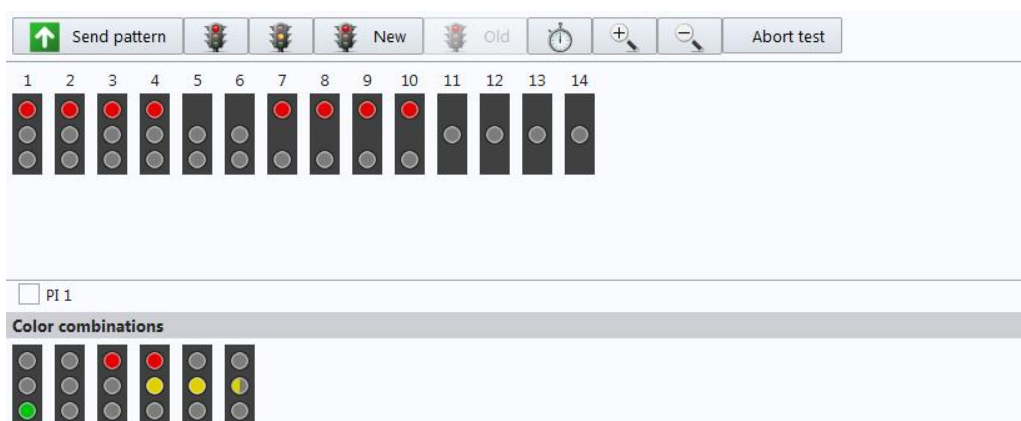 Send pattern New Old Abort test
1 2 3 4 5 6 7 8 9 10 11 12 13 14
PI 1
Color combinations